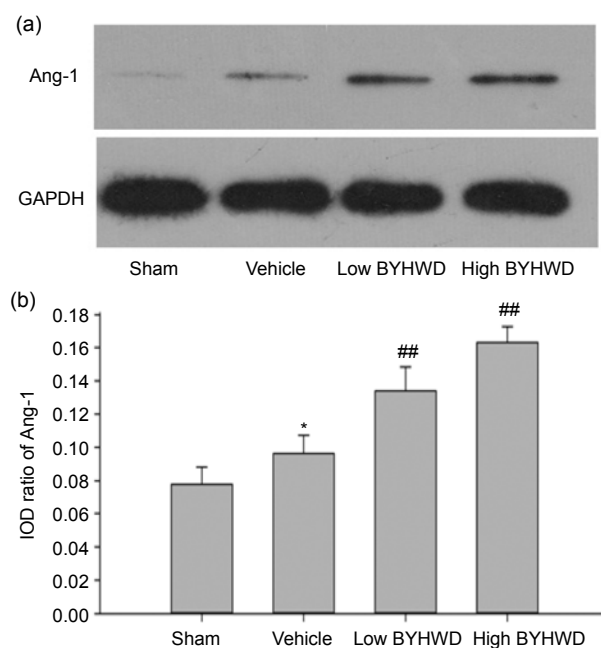 (a)
Ang-1
GAPDH
Sham Vehicle Low BYHWD High BYHWD
(b)
IOD ratio of Ang-1
0.18
0.16
0.14
0.12
0.10
0.08
0.06
0.04
0.02
0.00
*
##
##
Sham Vehicle Low BYHWD High BYHWD